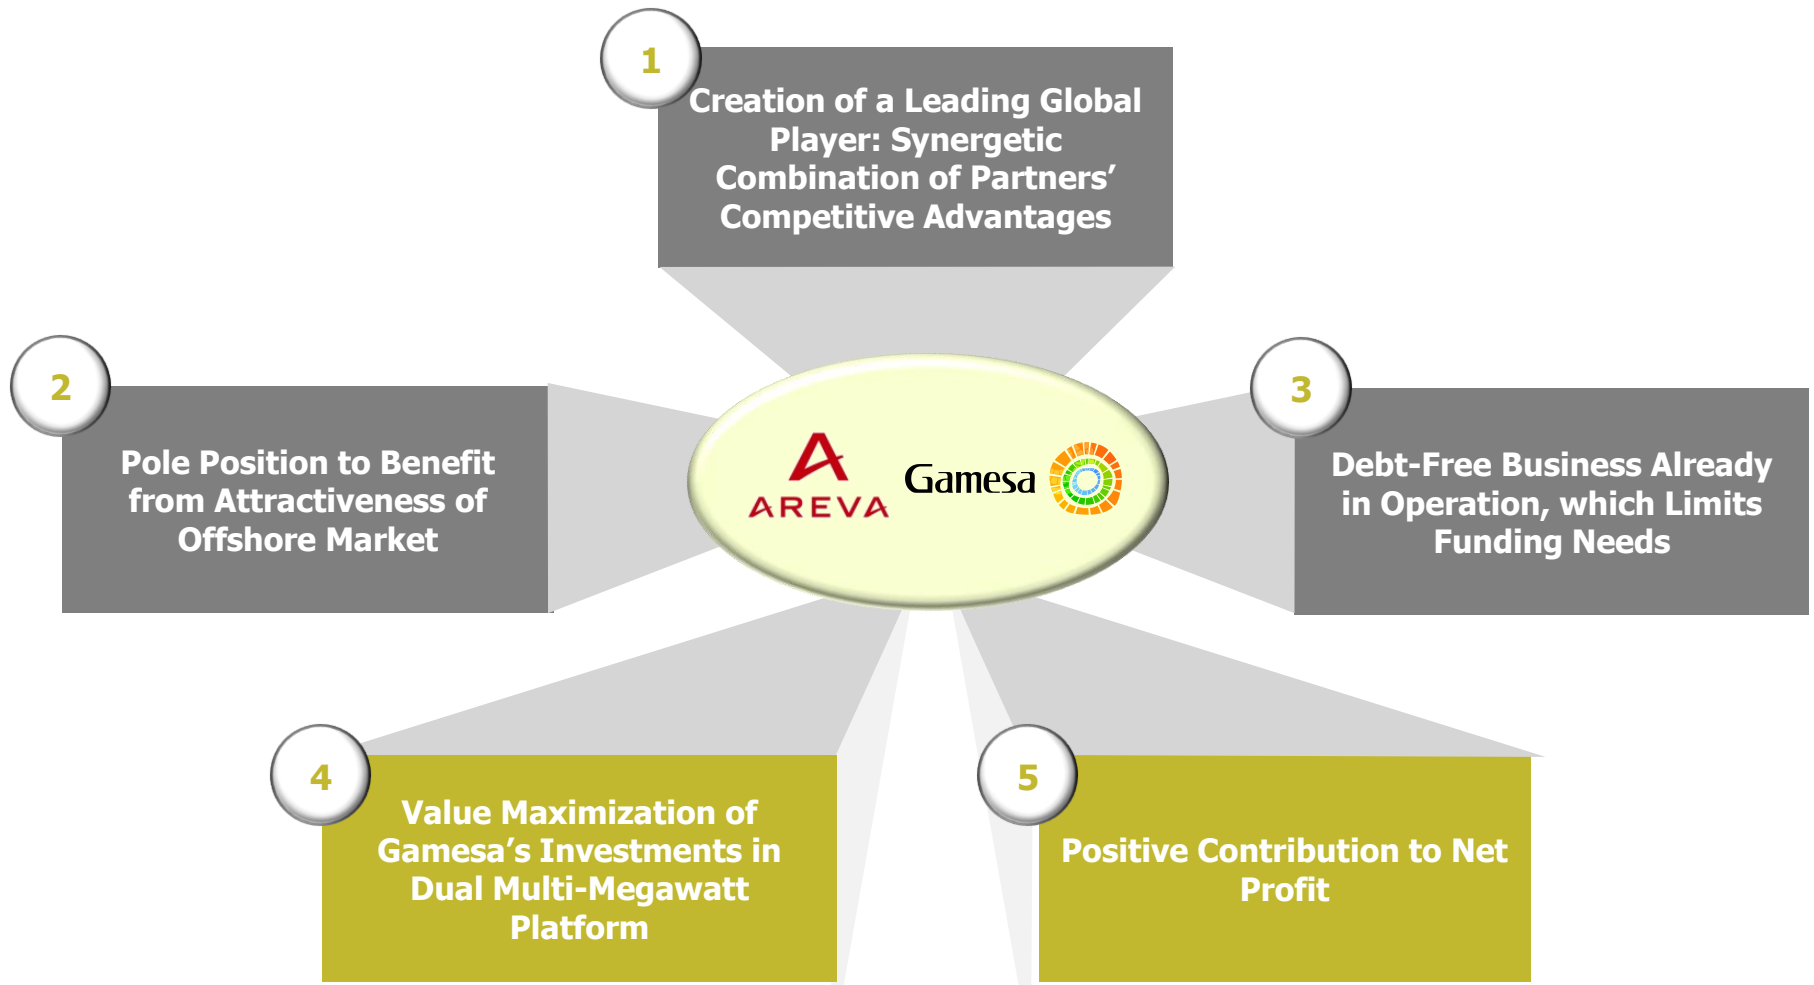 1
Creation of a Leading Global
Player: Synergetic
Combination of Partners’
Competitive Advantages
2
Pole Position to Benefit
from Attractiveness of
Offshore Market
AREVA
Gamesa
3
Debt-Free Business Already
in Operation, which Limits
Funding Needs
4
Value Maximization of
Gamesa’s Investments in
Dual Multi-Megawatt
Platform
5
Positive Contribution to Net
Profit